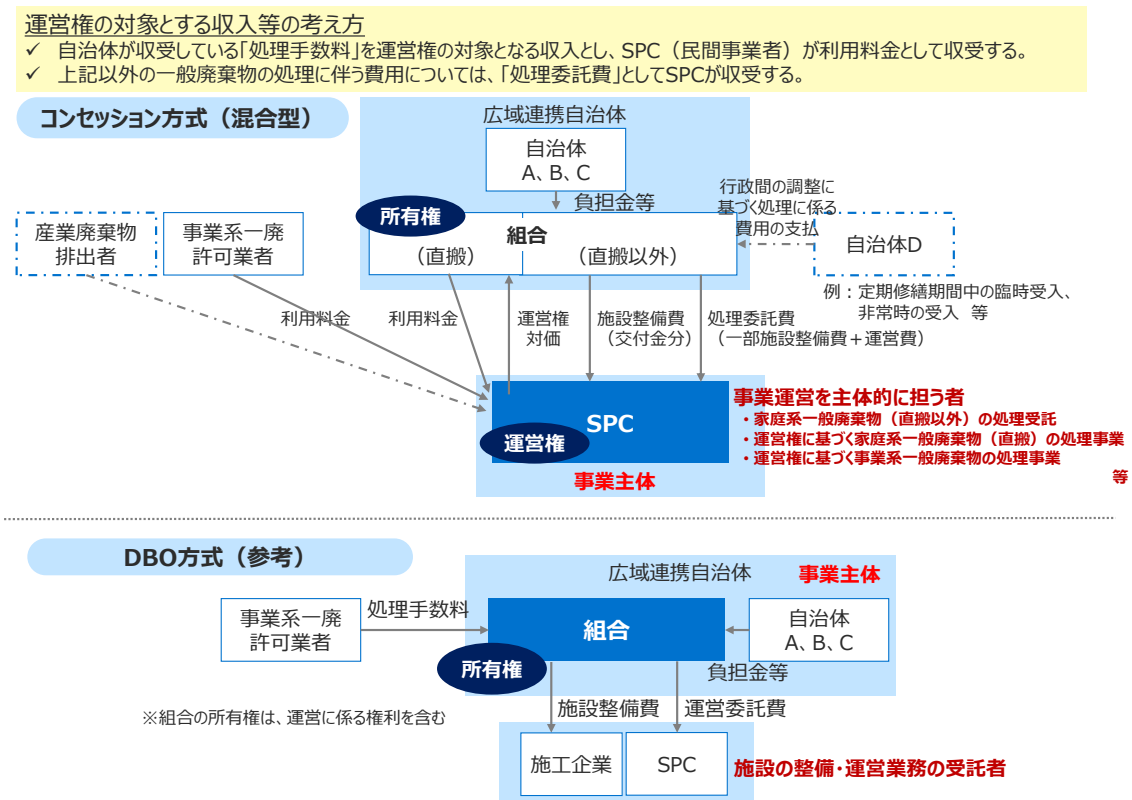 運営権の対象とする収入等の考え方
✓ 自治体が収受している「処理手数料」を運営権の対象となる収入とし、SPC（民間事業者）が利用料金として収受する。
✓ 上記以外の一般廃棄物の処理に伴う費用については、「処理委託費」としてSPCが収受する。
コンセッション方式（混合型）
広域連携自治体
自治体
A、B、C
負担金等
行政間の調整に
基づく処理に係る
費用の支払
所有権
組合
（直搬）
（直搬以外）
産業廃棄物
排出者
事業系一廃
許可業者
自治体D
例：定期修繕期間中の臨時受入、
非常時の受入 等
利用料金
利用料金
運営権
対価
施設整備費
（交付金分）
処理委託費
（一部施設整備費＋運営費）
SPC
運営権
事業主体
事業運営を主体的に担う者
・家庭系一般廃棄物（直搬以外）の処理受託
・運営権に基づく家庭系一般廃棄物（直搬）の処理事業
・運営権に基づく事業系一般廃棄物の処理事業
等
DBO方式（参考）
広域連携自治体
事業主体
事業系一廃
許可業者
処理手数料
組合
自治体
A、B、C
所有権
負担金等
※組合の所有権は、運営に係る権利を含む
施設整備費
運営委託費
施工企業
SPC
施設の整備・運営業務の受託者